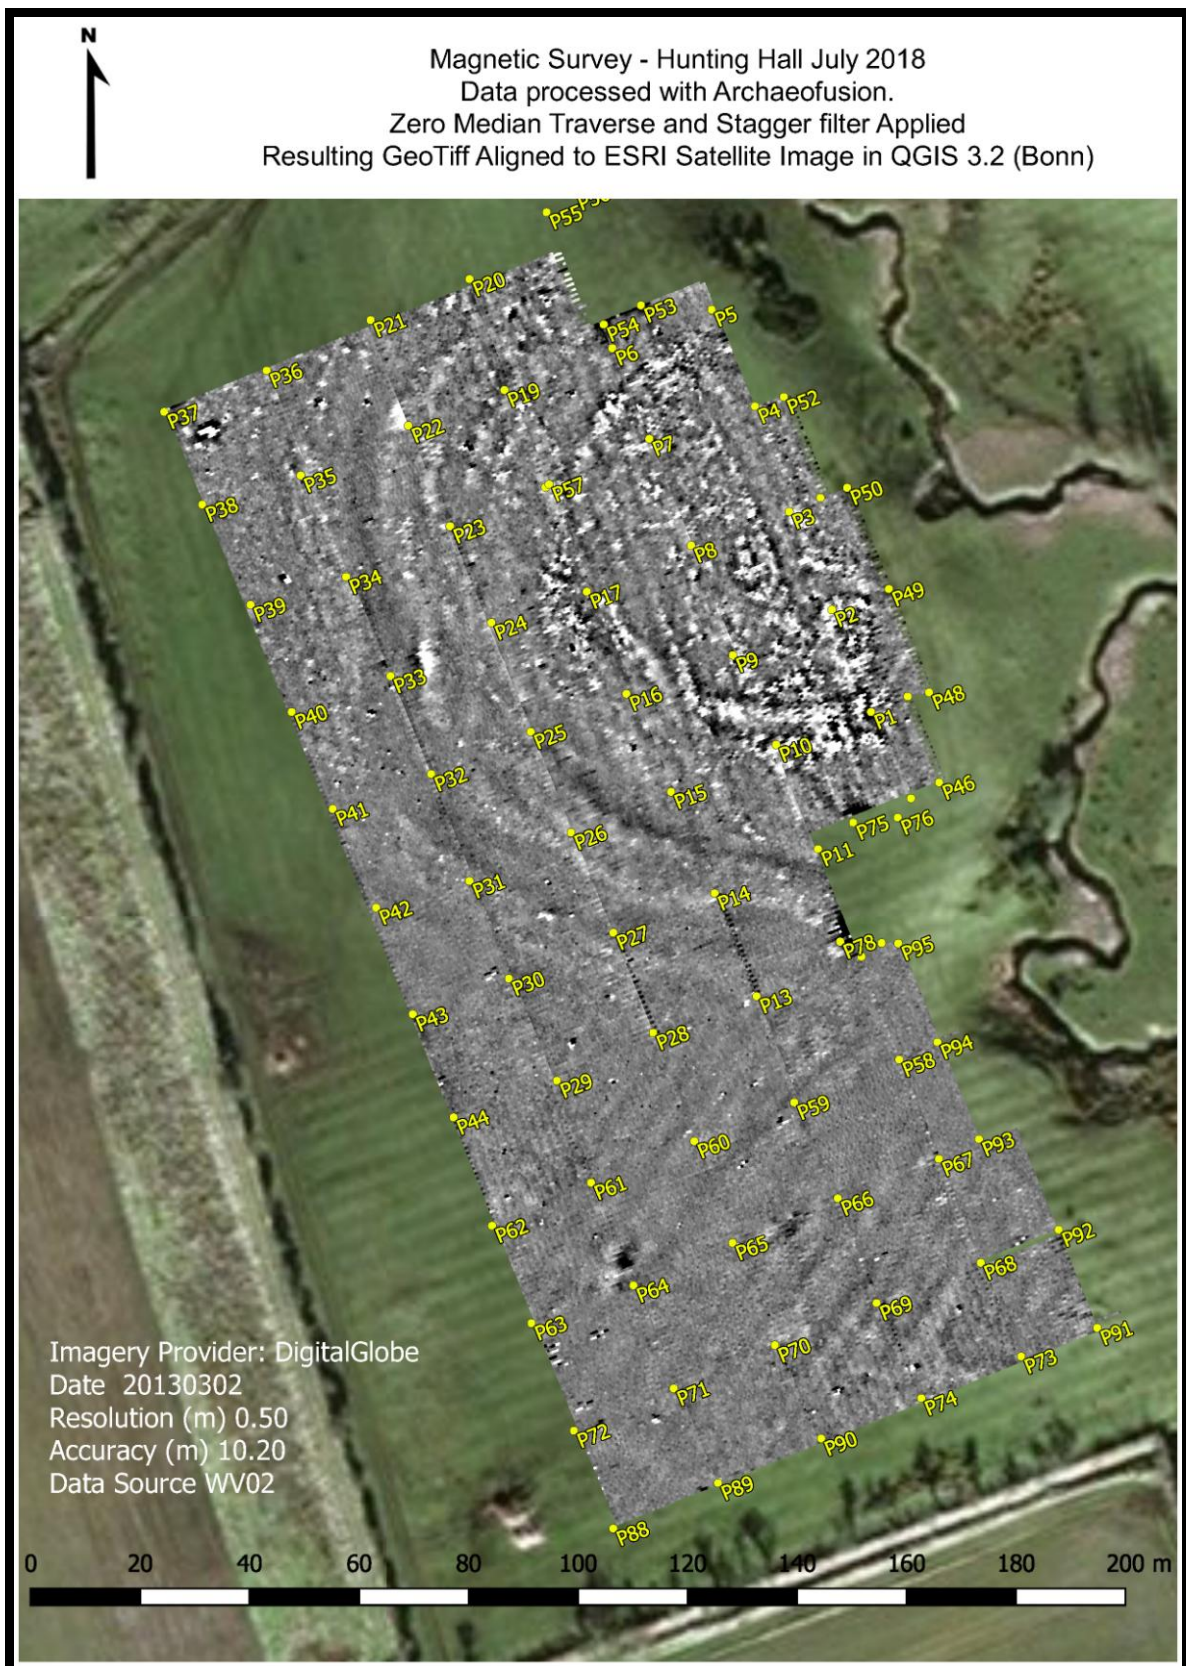 N
Magnetic Survey - Hunting Hall July 2018
Data processed with Archaeofusion.
Zero Median Traverse and Stagger filter Applied
Resulting GeoTiff Aligned to ESRI Satellite Image in QGIS 3.2 (Bonn)
P55
P20
P53
P5
P21
P54
P6
P36
P19
P4
P52
P37
P22
P7
P35
P57
P50
P38
P3
P23
P8
P34
P17
P49
P39
P24
P2
P9
P33
P16
P48
P40
P25
P1
P10
P32
P15
P46
P41
P26
P75
P76
P11
P31
P14
P42
P27
P78
P95
P30
P13
P43
P28
P94
P58
P29
P59
P44
P60
P93
P67
P61
P66
P62
P65
P92
P68
P64
P69
P63
P70
P91
P73
P71
P74
P72
P90
P89
P88
Imagery Provider: DigitalGlobe
Date 20130302
Resolution (m) 0.50
Accuracy (m) 10.20
Data Source WV02
0 20 40 60 80 100 120 140 160 180 200 m